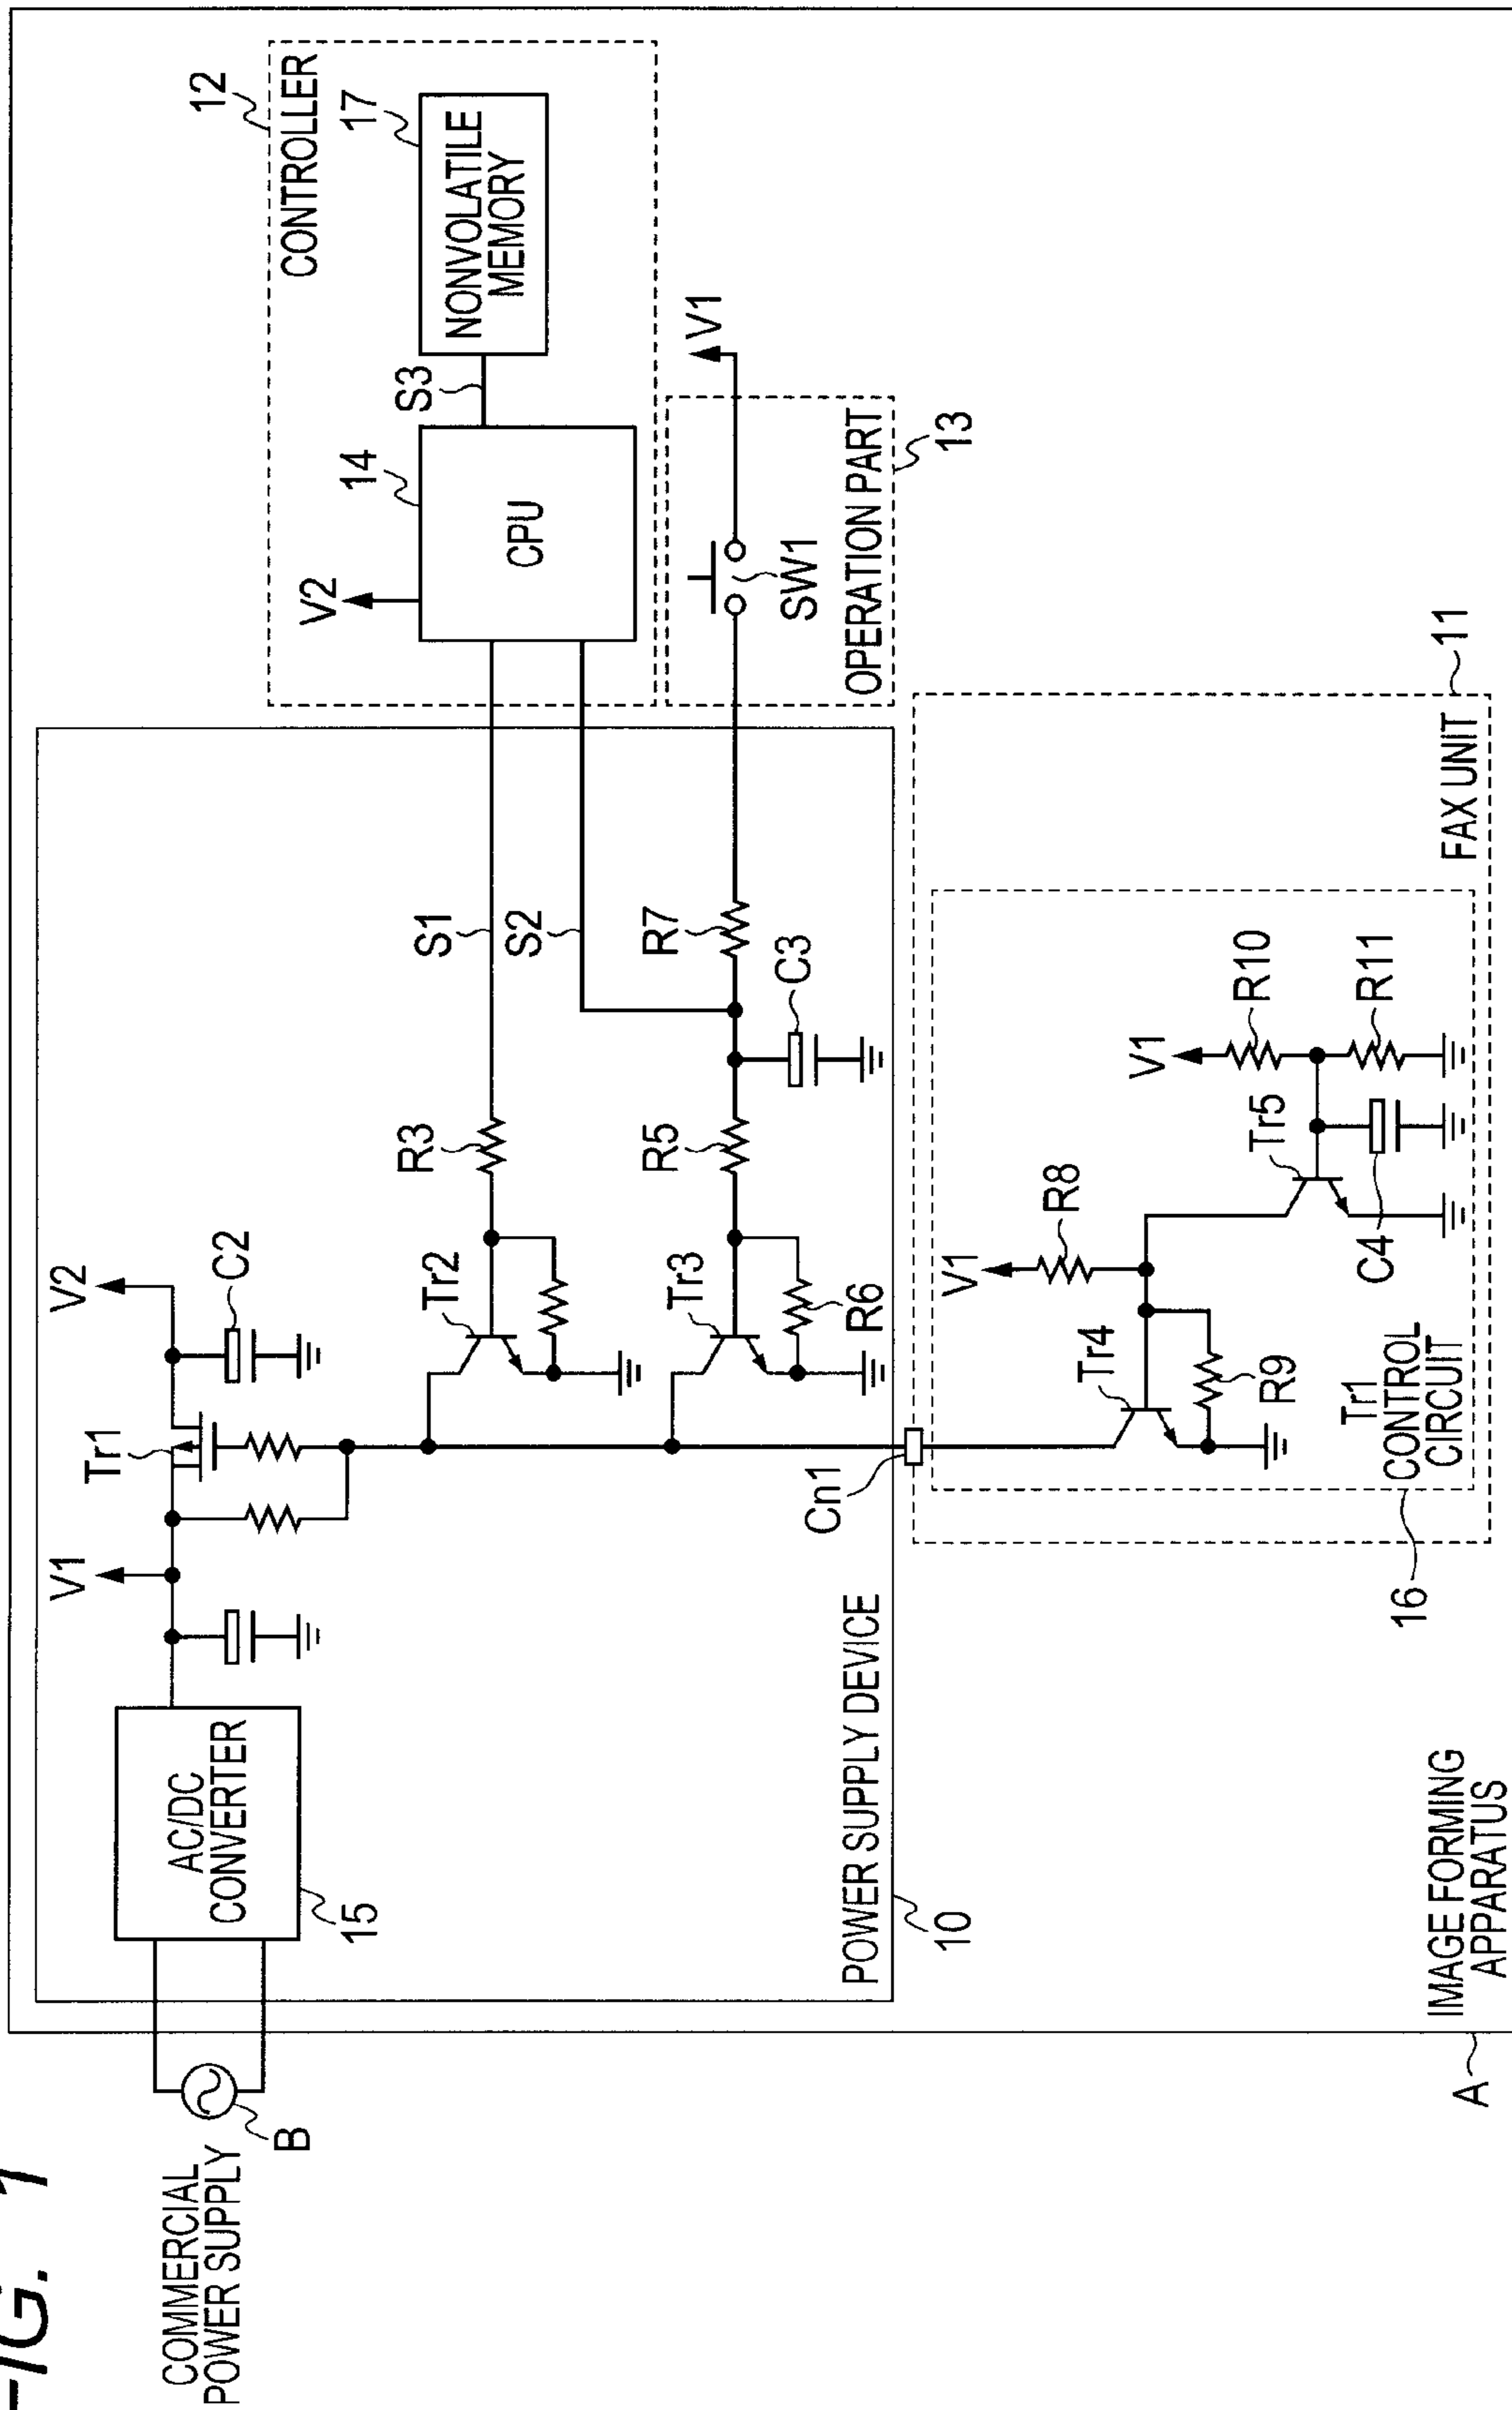 FIG. 1
COMMERCIAL
POWER SUPPLY
B
A
IMAGE FORMING
APPARATUS
AC/DC
CONVERTER
15
V1
Tr1
V2
C2
POWER SUPPLY DEVICE
10
Tr2
R3
S1
S2
Tr3
R5
R6
R7
C3
Cn1
CONTROLLER
12
V2
14
CPU
S3
17
NONVOLATILE
MEMORY
V1
SW1
OPERATION PART
13
FAX UNIT
11
V1
R8
Tr4
R9
Tr5
C4
V1
R10
R11
Tr1
CONTROL
CIRCUIT
16